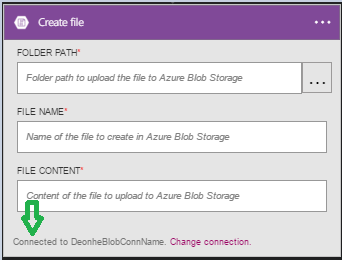 Create file
...
FOLDER PATH*
Folder path to upload the file to Azure Blob Storage
...
FILE NAME*
Name of the file to create in Azure Blob Storage
FILE CONTENT*
Content of the file to upload to Azure Blob Storage
Connected to DeonheBlobConnName. Change connection.